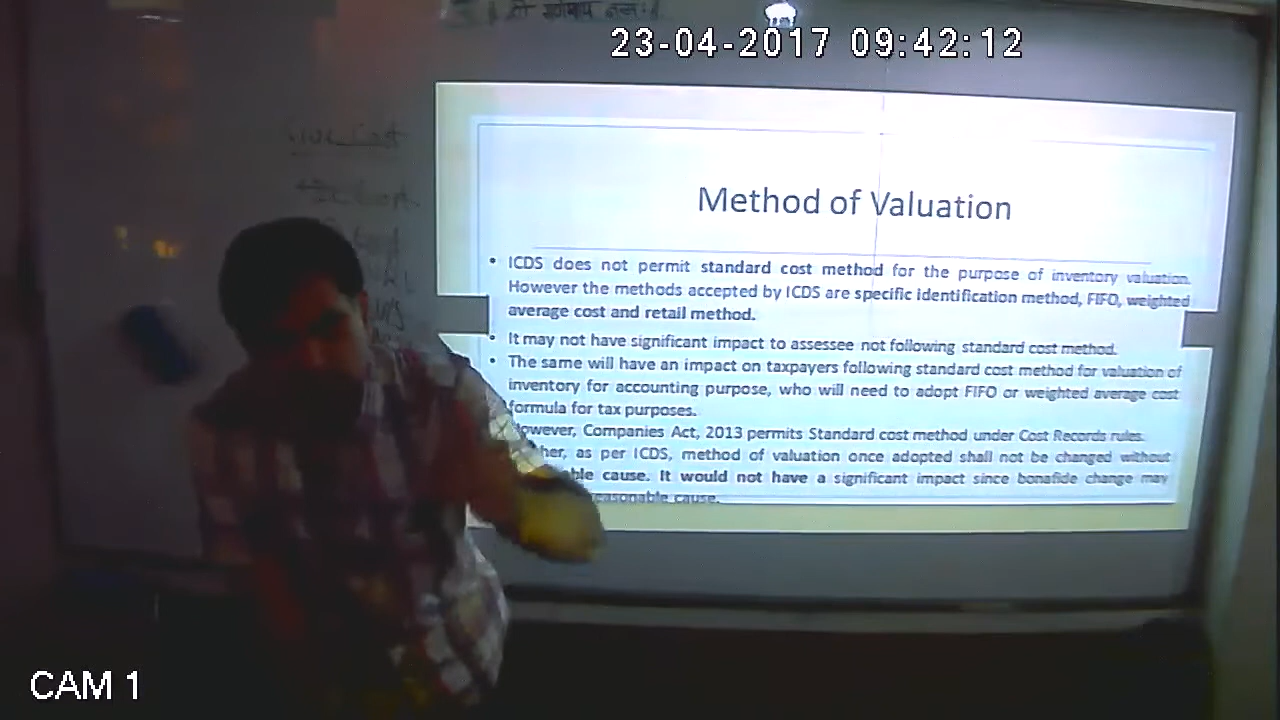 23-04-2017 09:42:12
Method of Valuation
• ICDS does not permit standard cost method for the purpose of inventory valuation.
However the methods accepted by ICDS are specific identification method, FIFO, weighted
average cost and retail method.
• It may not have significant impact to assessee not following standard cost method.
• The same will have an impact on taxpayers following standard cost method for valuation of
inventory for accounting purpose, who will need to adopt FIFO or weighted average cost
formula for tax purposes.
owever, Companies Act, 2013 permits Standard cost method under Cost Records rules.
her, as per ICDS, method of valuation once adopted shall not be changed without
ble cause. It would not have a significant impact since bonafide change may
easonable cause.
CAM 1